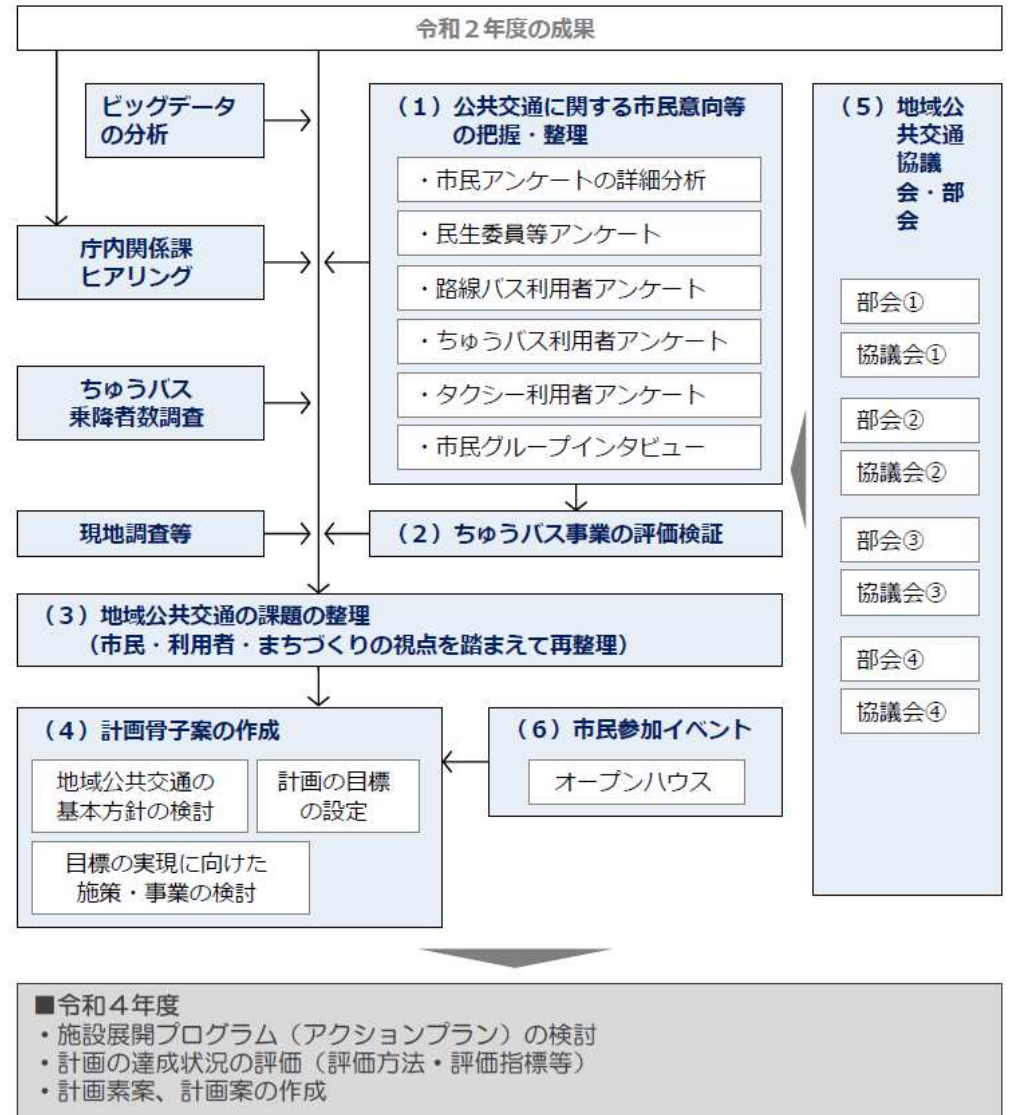 令和２年度の成果
ビッグデータ
の分析
庁内関係課
ヒアリング
ちゅうバス
乗降者数調査
現地調査等
（１）公共交通に関する市民意向等
の把握・整理
・市民アンケートの詳細分析
・民生委員等アンケート
・路線バス利用者アンケート
・ちゅうバス利用者アンケート
・タクシー利用者アンケート
・市民グループインタビュー
（２）ちゅうバス事業の評価検証
（３）地域公共交通の課題の整理
（市民・利用者・まちづくりの視点を踏まえて再整理）
（４）計画骨子案の作成
地域公共交通の
基本方針の検討
計画の目標
の設定
目標の実現に向けた
施策・事業の検討
（６）市民参加イベント
オープンハウス
（５）地域公
共交通
協議
会・部
会
部会①
協議会①
部会②
協議会②
部会③
協議会③
部会④
協議会④
■令和４年度
・施設展開プログラム（アクションプラン）の検討
・計画の達成状況の評価（評価方法・評価指標等）
・計画素案、計画案の作成